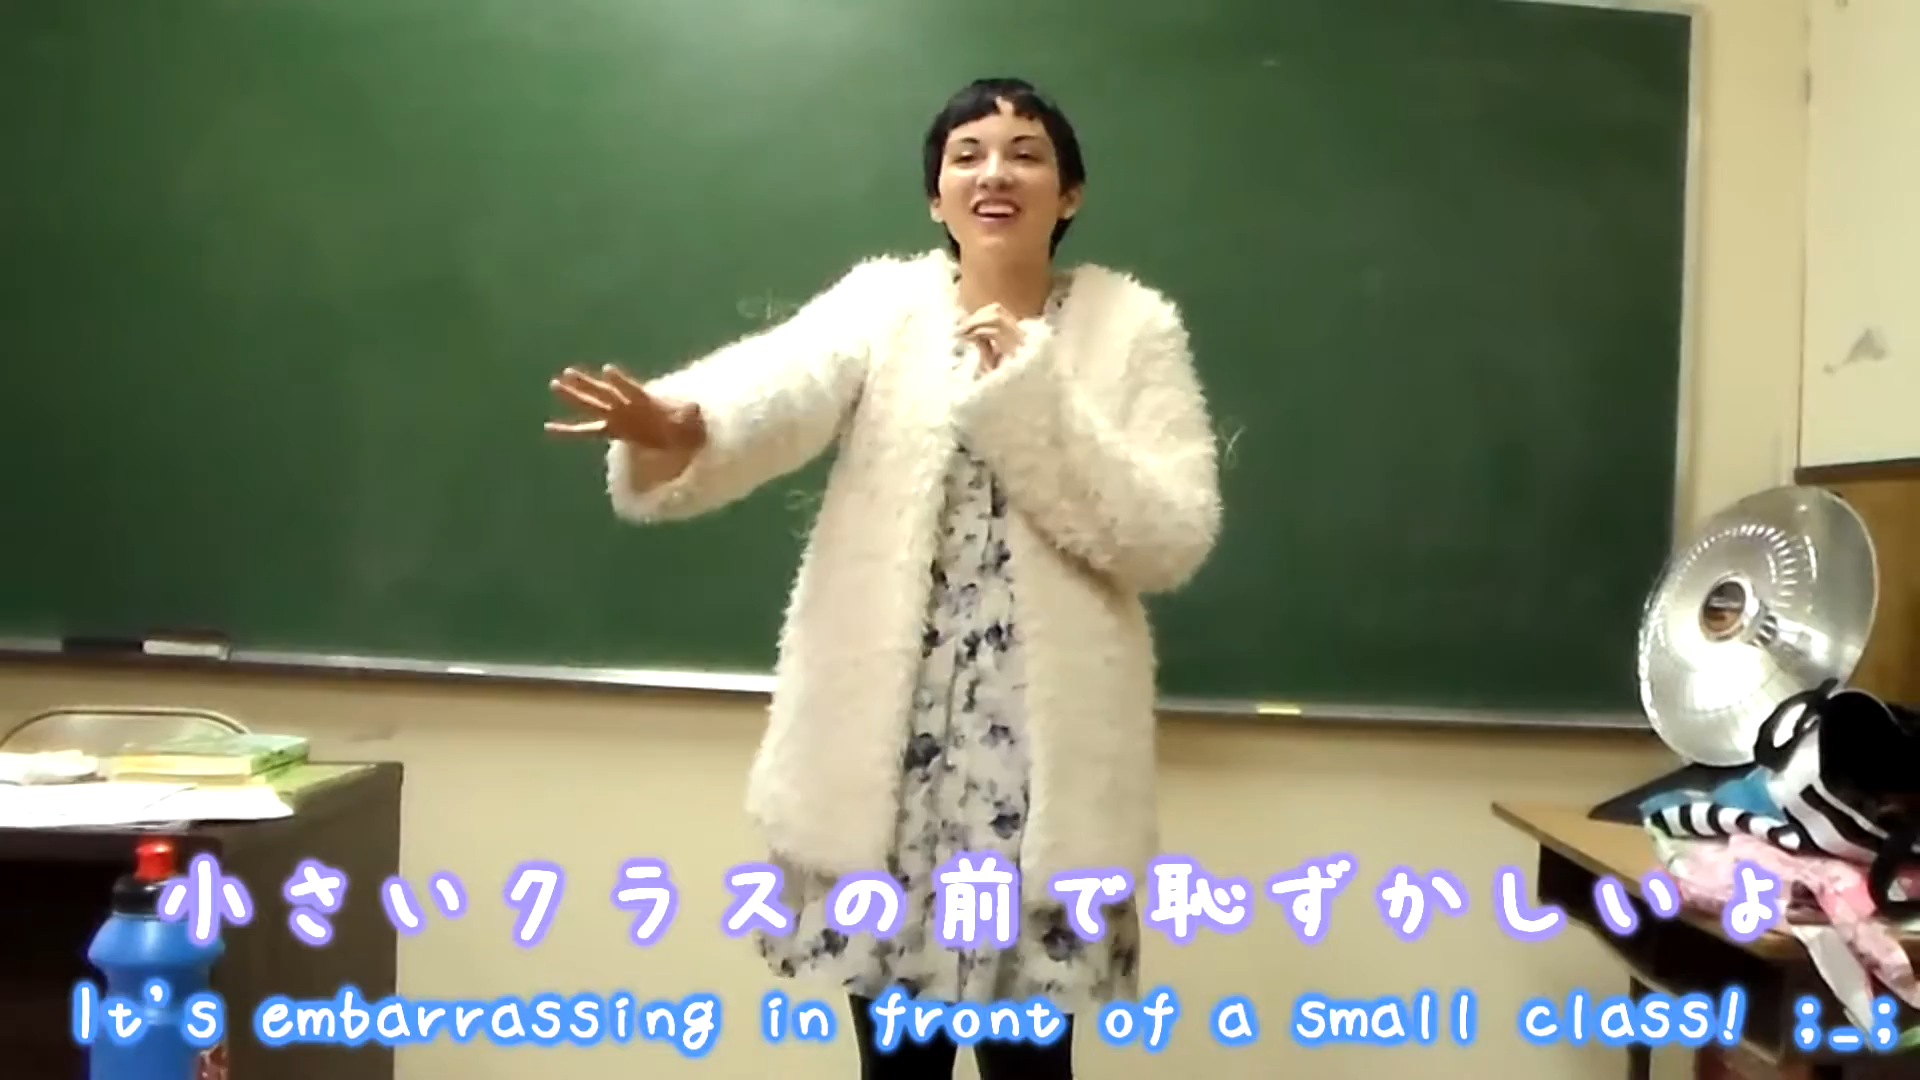 小さいクラスの前で恥ずかしいよ
It's embarrassing in front of a small class! ;_;